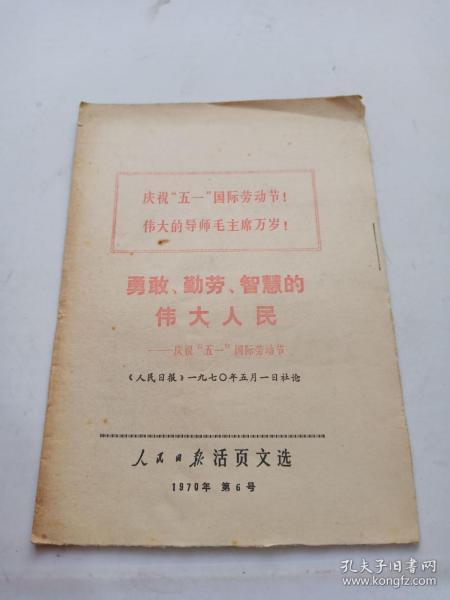 庆祝“五一”国际劳动节！
伟大的导师毛主席万岁！
勇敢、勤劳、智慧的
伟大人民
——庆祝“五一”国际劳动节
《人民日报》一九七〇年五月一日社论
人民日报 活页文选
1970年 第6号
孔夫子旧书网
www.kongfz.com